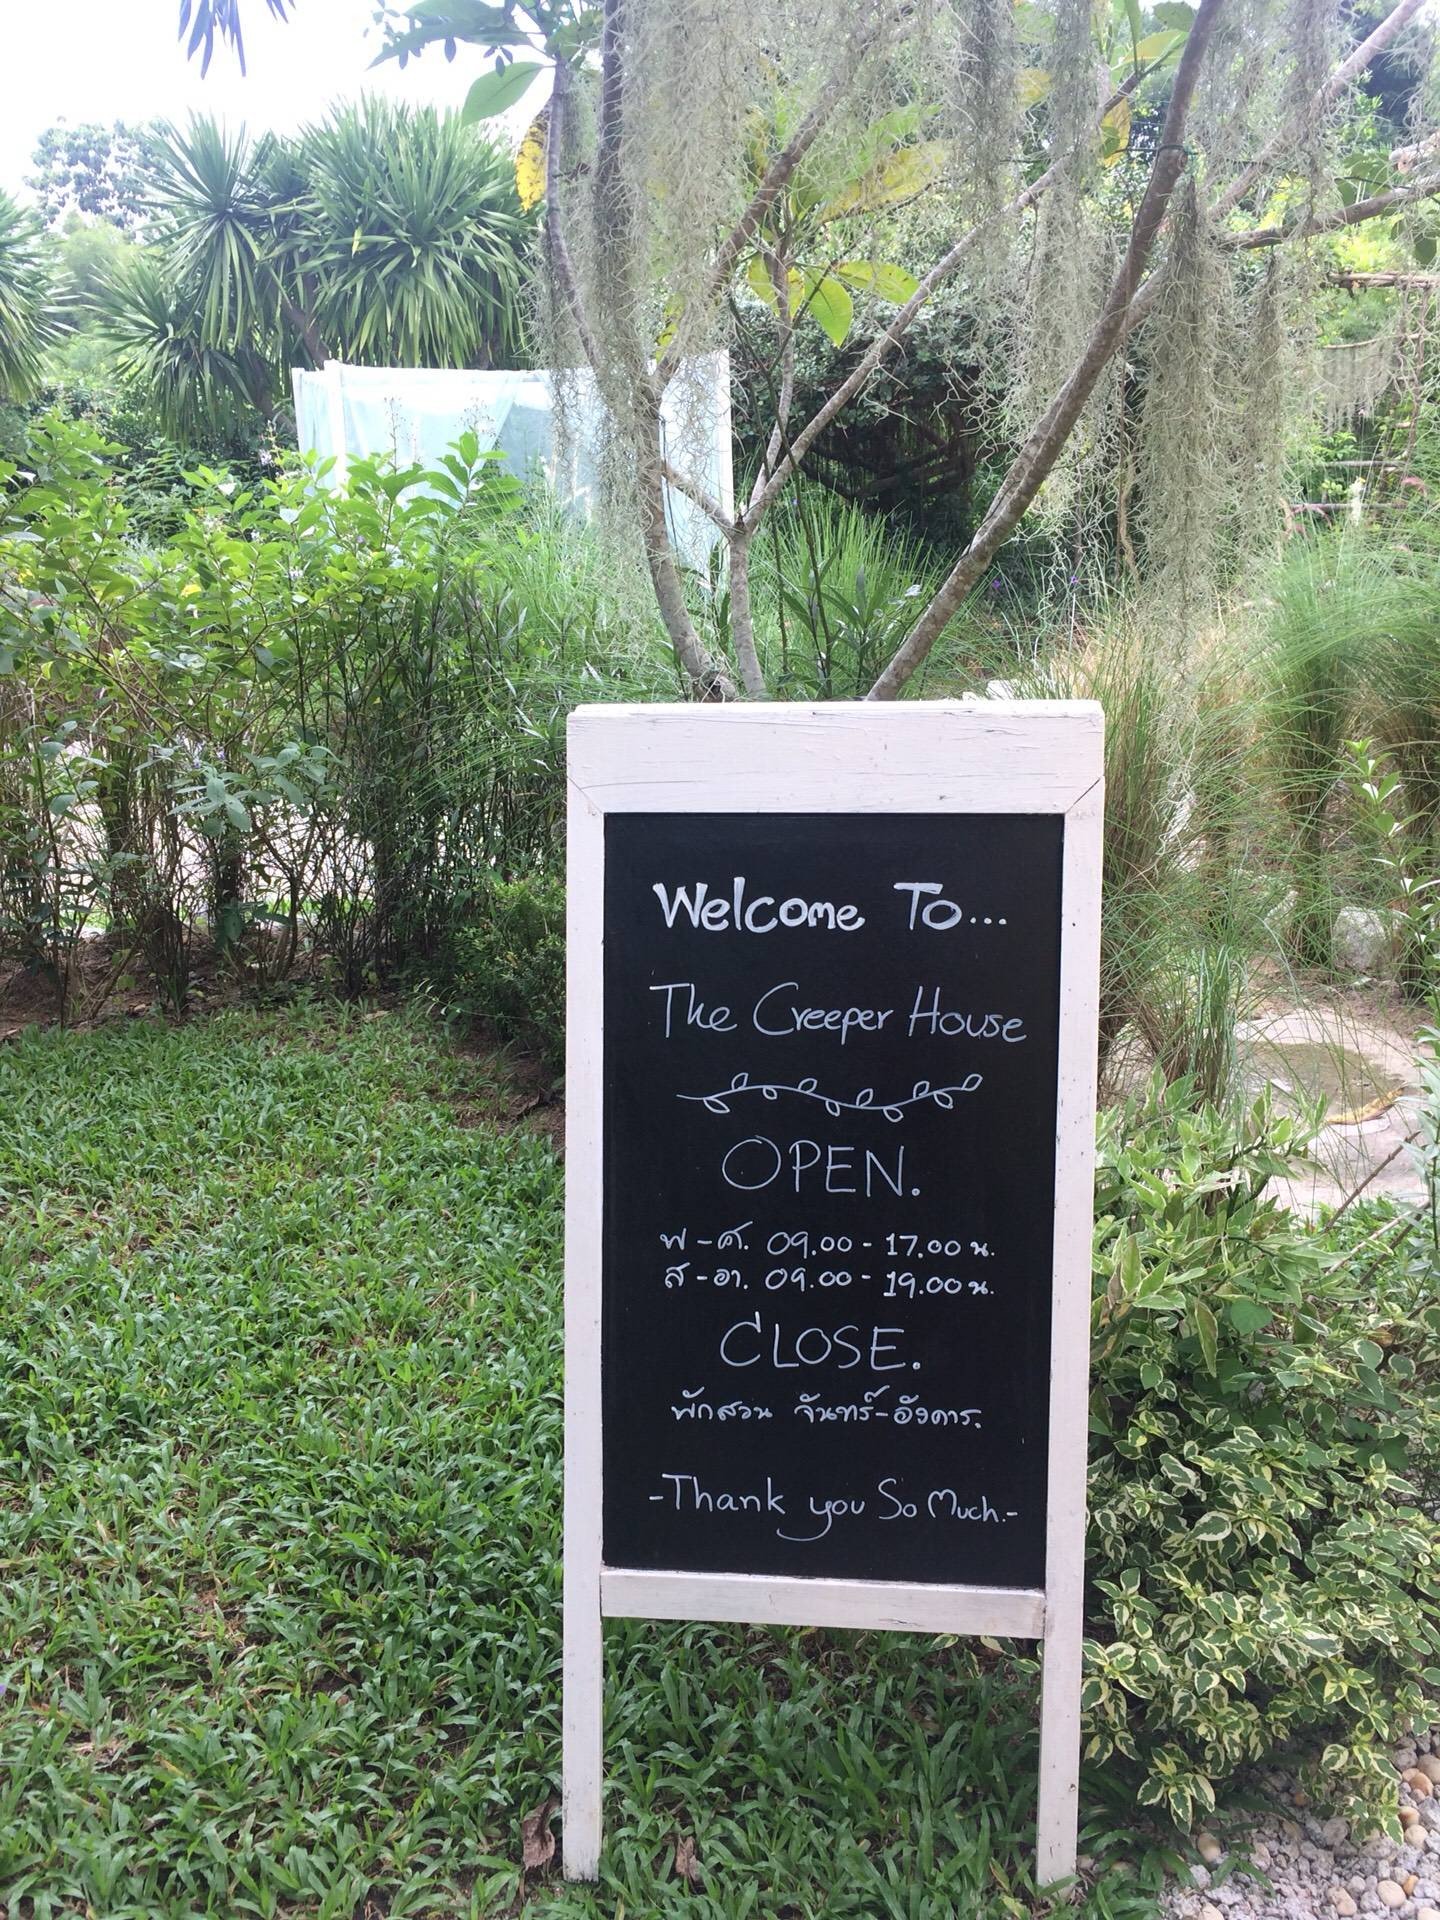 Welcome To...
The Creeper House
OPEN.
พ - ศ. 09.00 - 17.00 น.
ส - อา. 09.00 - 19.00 น.
CLOSE.
พักสวน จันทร์-อังคาร.
-Thank you So Much.-